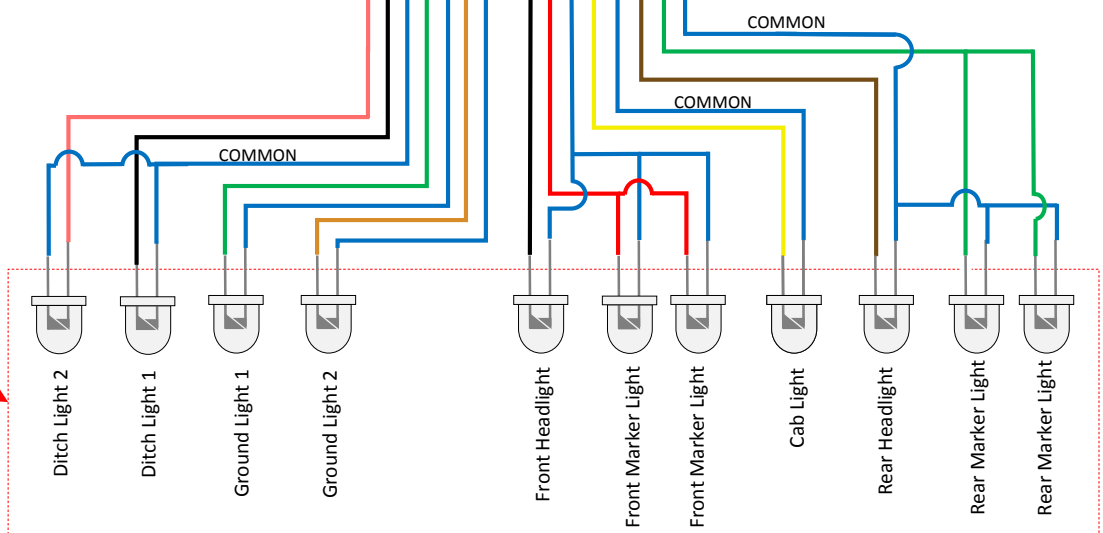 COMMON
COMMON
COMMON
Ditch Light 2
Ditch Light 1
Ground Light 1
Ground Light 2
Front Headlight
Front Marker Light
Front Marker Light
Cab Light
Rear Headlight
Rear Marker Light
Rear Marker Light